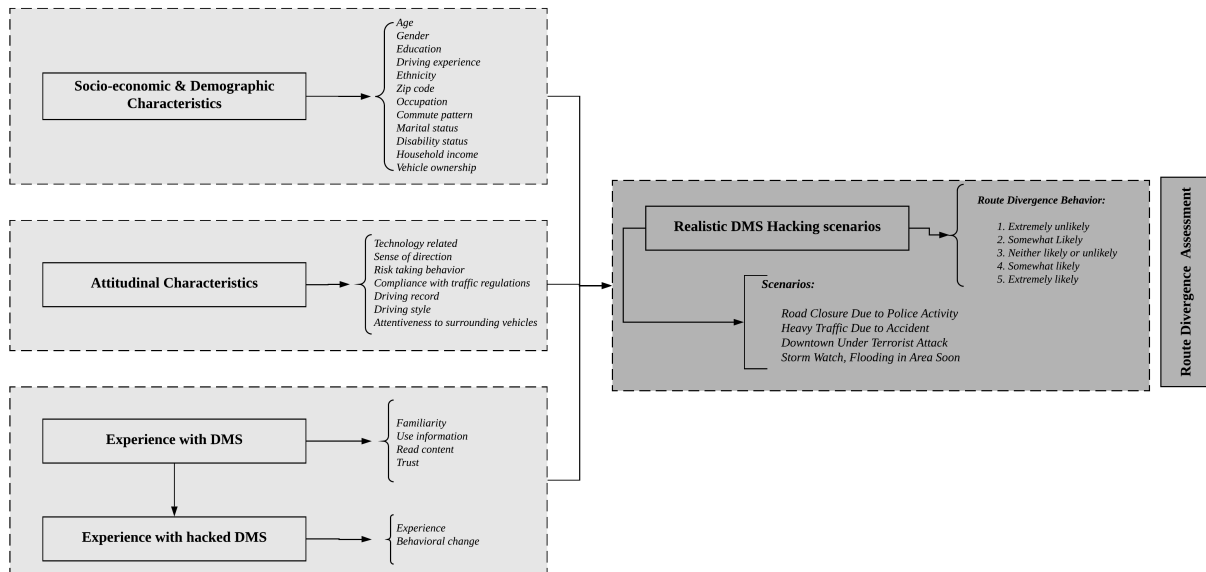 Socio-economic & Demographic
Characteristics
Age
Gender
Education
Driving experience
Ethnicity
Zip code
Occupation
Commute pattern
Marital status
Disability status
Household income
Vehicle ownership
Attitudinal Characteristics
Technology related
Sense of direction
Risk taking behavior
Compliance with traffic regulations
Driving record
Driving style
Attentiveness to surrounding vehicles
Experience with DMS
Familiarity
Use information
Read content
Trust
Experience with hacked DMS
Experience
Behavioral change
Realistic DMS Hacking scenarios
Route Divergence Behavior:
1. Extremely unlikely
2. Somewhat Likely
3. Neither likely or unlikely
4. Somewhat likely
5. Extremely likely
Scenarios:
Road Closure Due to Police Activity
Heavy Traffic Due to Accident
Downtown Under Terrorist Attack
Storm Watch, Flooding in Area Soon
Route Divergence Assessment